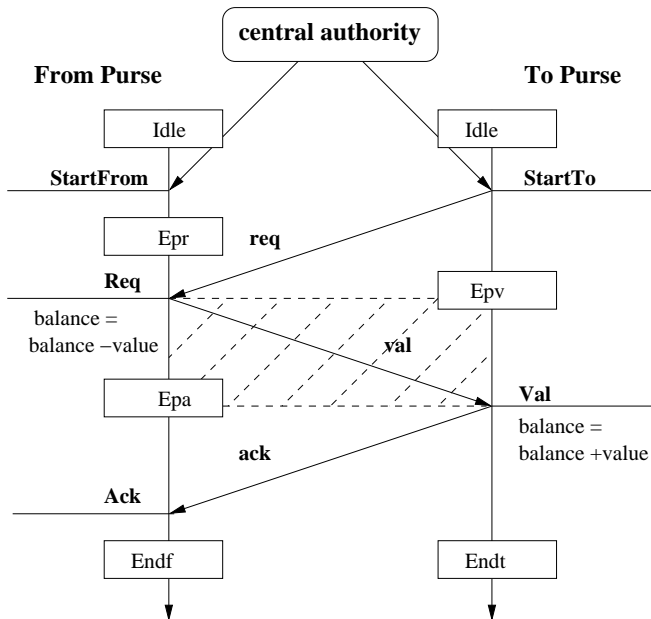 central authority
From Purse
To Purse
Idle
Idle
StartFrom
StartTo
Epr
req
Req
Epv
balance =
balance −value
val
Epa
Val
balance =
balance +value
ack
Ack
Endf
Endt